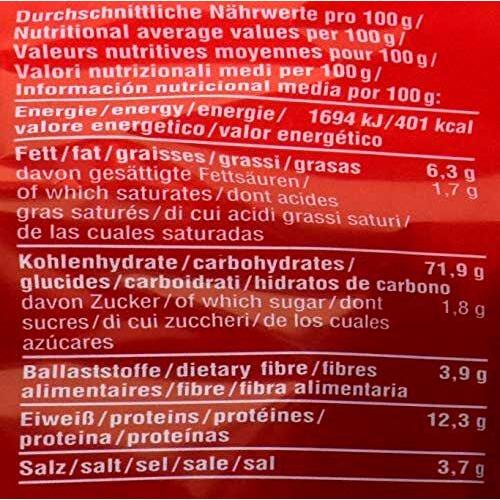 Durchschnittliche Nährwerte pro 100 g/
Nutritional average values per 100 g/
Valeurs nutritives moyennes pour 100 g/
Valori nutrizionali medi per 100 g/
Información nutricional media por 100 g:
Energie/energy/energie/ 1694 kJ/401 kcal
valore energetico/valor energético
Fett/fat/graisses/grassi/grasas 6,3 g
davon gesättigte Fettsäuren/ 1,7 g
of which saturates/dont acides
gras saturés/di cui acidi grassi saturi/
de las cuales saturadas
Kohlenhydrate/carbohydrates/ 71,9 g
glucides/carboidrati/hidratos de carbono
davon Zucker/of which sugar/dont 1,8 g
sucres/di cui zuccheri/de los cuales
azúcares
Ballaststoffe/dietary fibre/fibres 3,9 g
alimentaires/fibre/fibra alimentaria
Eiweiß/proteins/protéines/ 12,3 g
proteina/proteínas
Salz/salt/sel/sale/sal 3,7 g